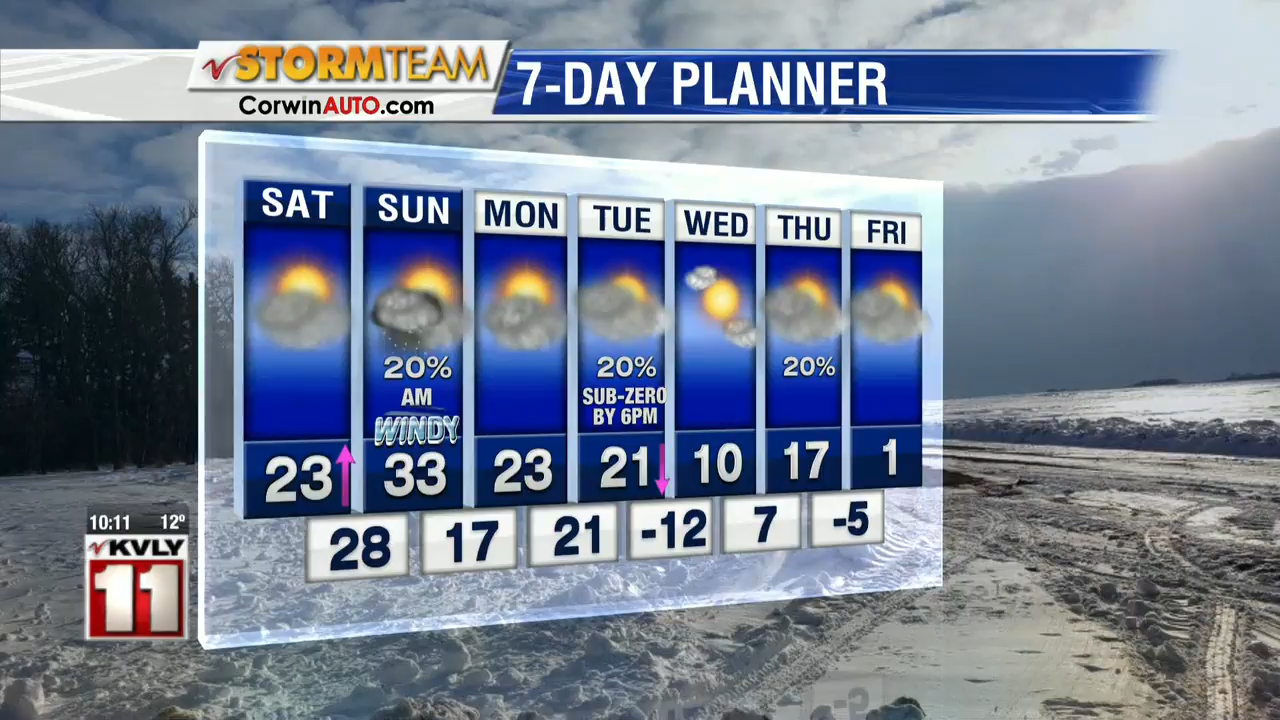 STORMTEAM
CorwinAUTO.com
7-DAY PLANNER
SAT SUN MON TUE WED THU FRI
20% 20% 20%
AM SUB-ZERO
WINDY BY 6PM
23 33 23 21 10 17 1
28 17 21 -12 7 -5
10:11 12°
KVLY
11